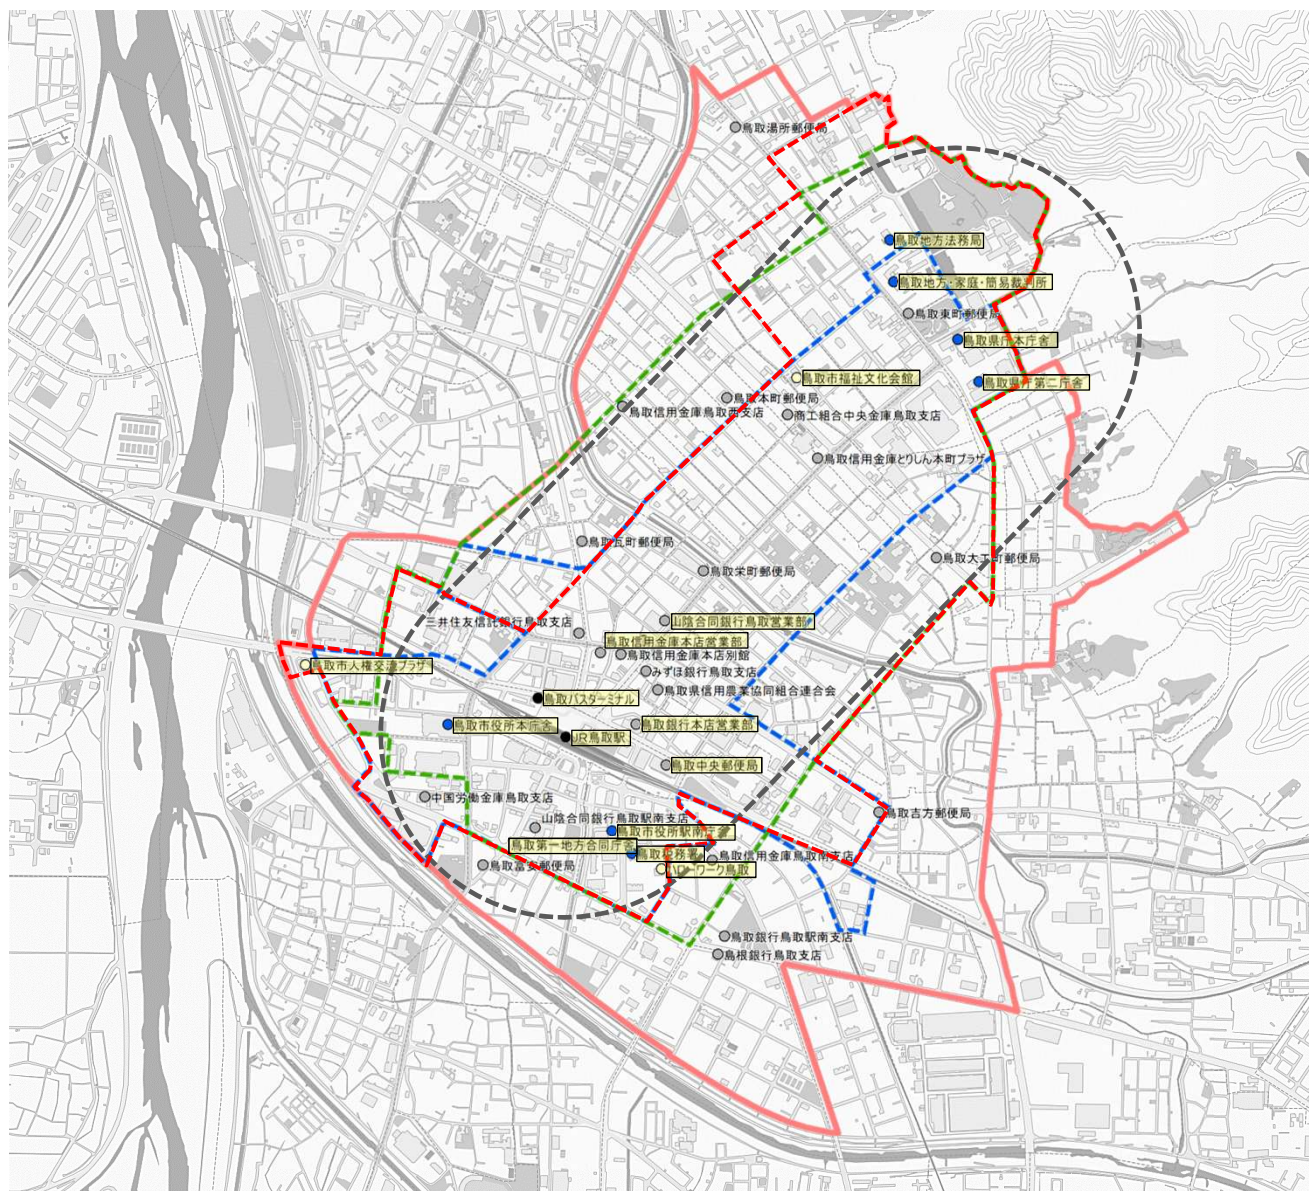 鳥取湯所郵便局
鳥取地方法務局
鳥取地方・家庭・簡易裁判所
鳥取東町郵便局
鳥取県庁本庁舎
鳥取県庁第二庁舎
鳥取市福祉文化会館
鳥取本町郵便局
鳥取信用金庫鳥取西支店
商工組合中央金庫鳥取支店
鳥取信用金庫とりしん本町プラザ
鳥取瓦町郵便局
鳥取大工町郵便局
鳥取栄町郵便局
三井住友信託銀行鳥取支店
山陰合同銀行鳥取営業部
鳥取信用金庫本店営業部
鳥取信用金庫本店別館
鳥取市人権交流プラザ
みずほ銀行鳥取支店
鳥取県信用農業協同組合連合会
鳥取バスターミナル
鳥取市役所本庁舎
鳥取銀行本店営業部
JR鳥取駅
鳥取中央郵便局
中国労働金庫鳥取支店
鳥取吉方郵便局
山陰合同銀行鳥取駅南支店
鳥取市役所駅南庁舎
鳥取第一地方合同庁舎
鳥取税務署
鳥取信用金庫鳥取南支店
鳥取富安郵便局
ハローワーク鳥取
鳥取銀行鳥取駅南支店
島根銀行鳥取支店